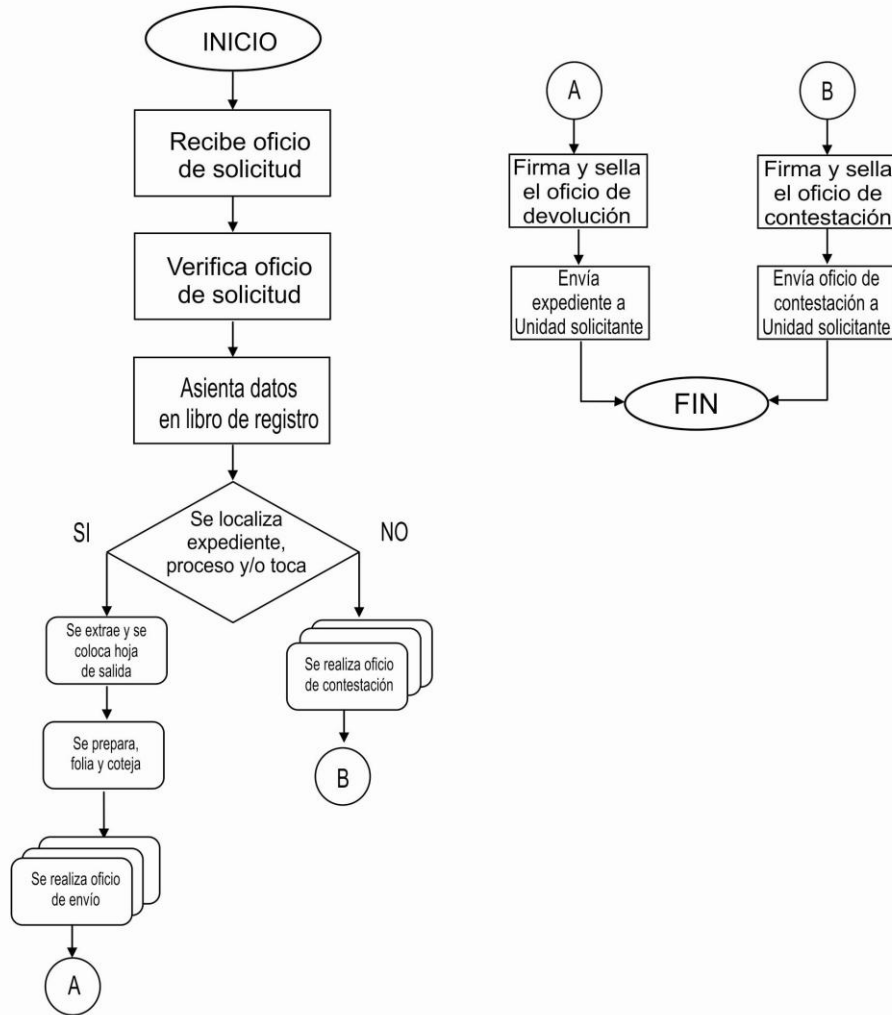 INICIO
Recibe oficio
de solicitud
Verifica oficio
de solicitud
Asienta datos
en libro de registro
Se localiza
expediente,
proceso y/o toca
SI
NO
Se extrae y se
coloca hoja
de salida
Se prepara,
folia y coteja
Se realiza oficio
de envío
A
Se realiza oficio
de contestación
B
A
Firma y sella
el oficio de
devolución
Envía
expediente a
Unidad solicitante
B
Firma y sella
el oficio de
contestación
Envía oficio de
contestación a
Unidad solicitante
FIN